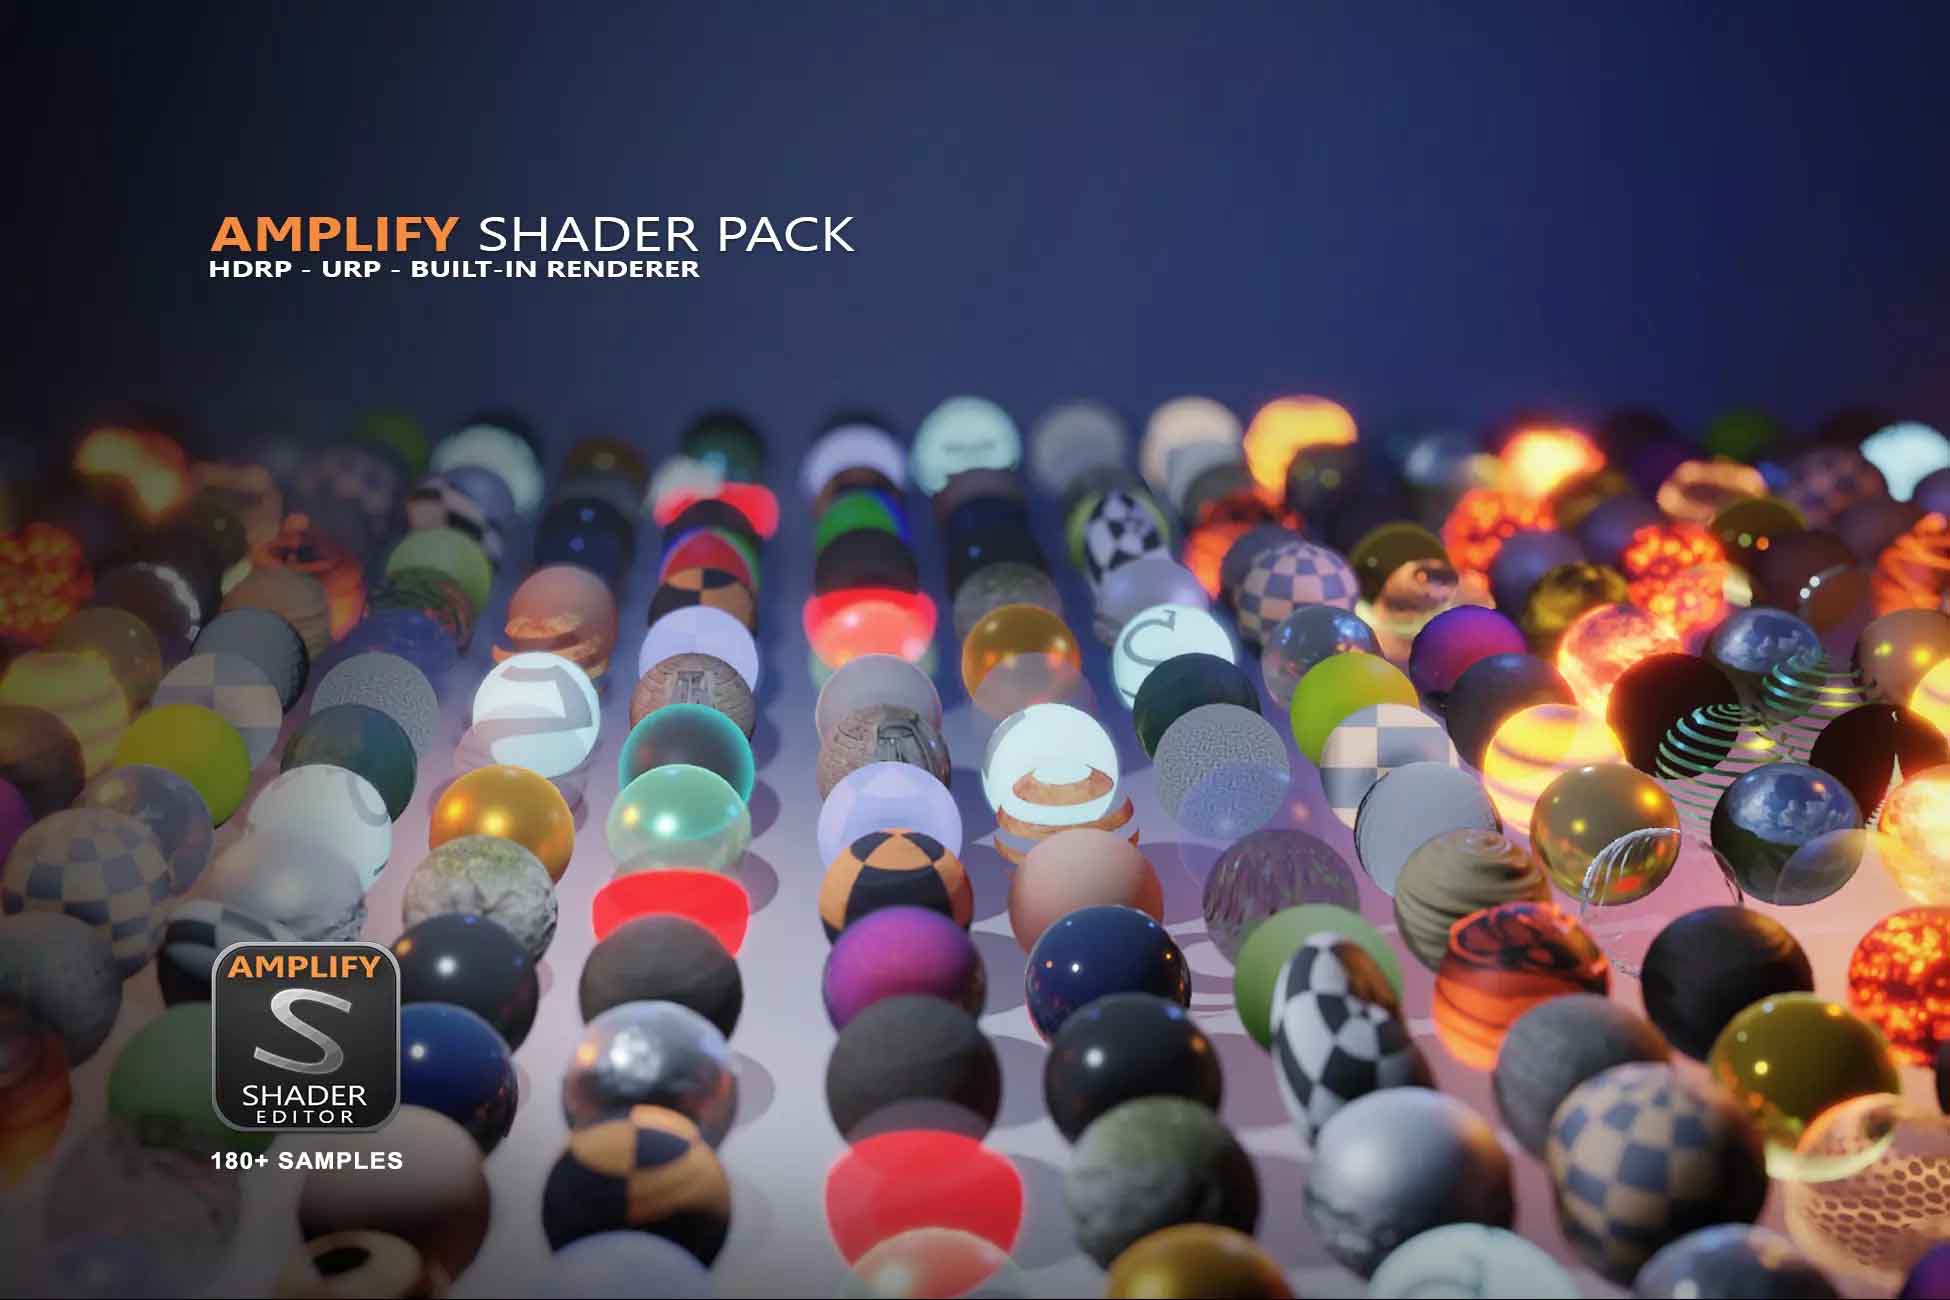 AMPLIFY SHADER PACK
HDRP - URP - BUILT-IN RENDERER
AMPLIFY
S
SHADER
EDITOR
180+ SAMPLES